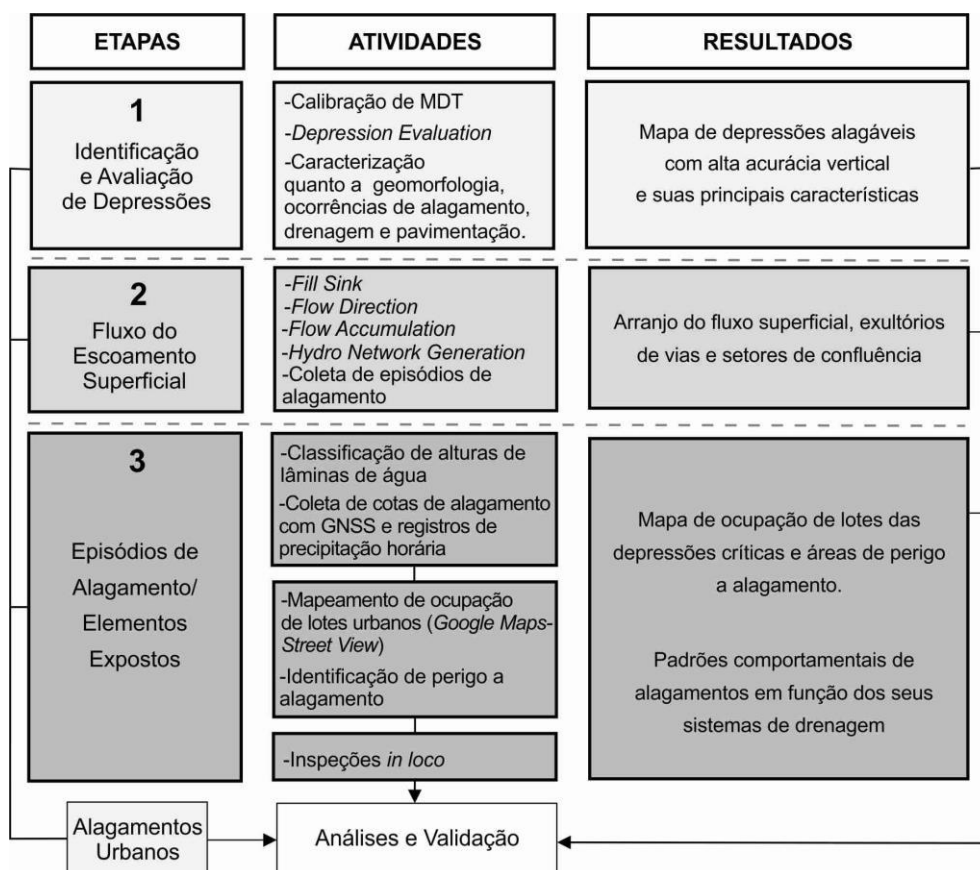 ETAPAS
ATIVIDADES
RESULTADOS
1
Identificação
e Avaliação
de Depressões
-Calibração de MDT
-Depression Evaluation
-Caracterização
quanto a geomorfologia,
ocorrências de alagamento,
drenagem e pavimentação.
Mapa de depressões alagáveis
com alta acurácia vertical
e suas principais características
2
Fluxo do
Escoamento
Superficial
-Fill Sink
-Flow Direction
-Flow Accumulation
-Hydro Network Generation
-Coleta de episódios de
alagamento
Arranjo do fluxo superficial, exultórios
de vias e setores de confluência
3
Episódios de
Alagamento/
Elementos
Expostos
-Classificação de alturas de
lâminas de água
-Coleta de cotas de alagamento
com GNSS e registros de
precipitação horária
-Mapeamento de ocupação
de lotes urbanos (Google Maps-
Street View)
-Identificação de perigo a
alagamento
-Inspeções in loco
Mapa de ocupação de lotes das
depressões críticas e áreas de perigo
a alagamento.
Padrões comportamentais de
alagamentos em função dos seus
sistemas de drenagem
Alagamentos
Urbanos
Análises e Validação